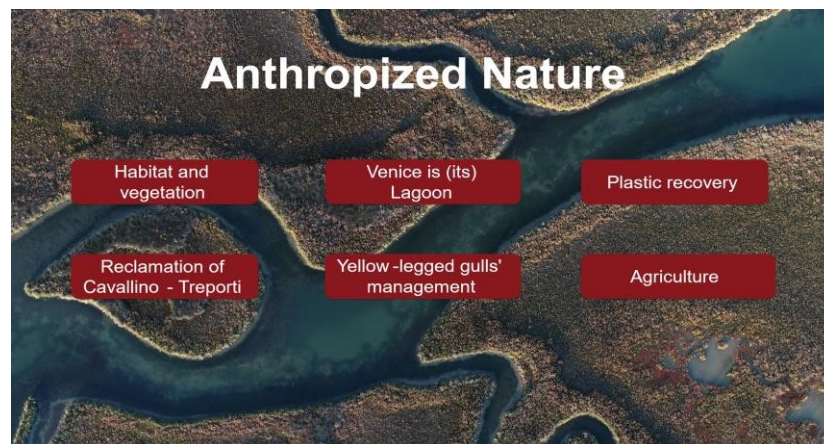 Anthropized Nature
Habitat and
vegetation
Venice is (its)
Lagoon
Plastic recovery
Reclamation of
Cavallino - Treporti
Yellow-legged gulls'
management
Agriculture